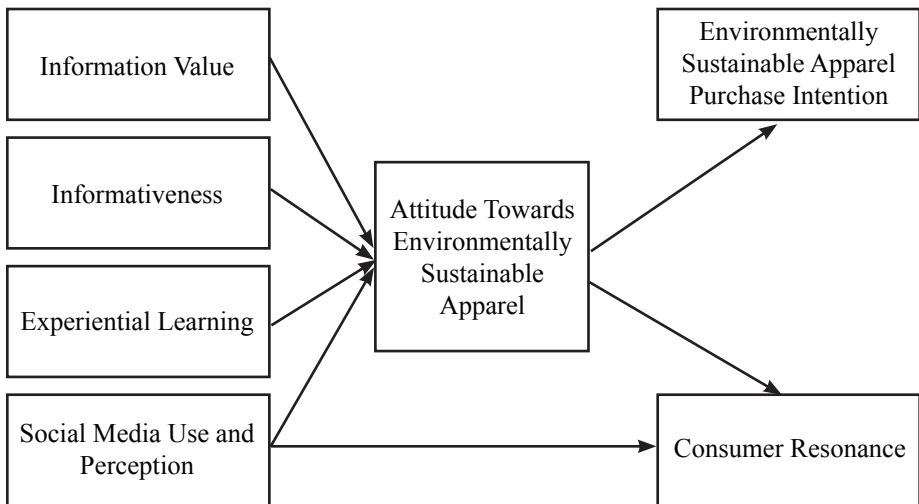 Information Value
Informativeness
Experiential Learning
Social Media Use and
Perception
Attitude Towards
Environmentally
Sustainable
Apparel
Environmentally
Sustainable Apparel
Purchase Intention
Consumer Resonance